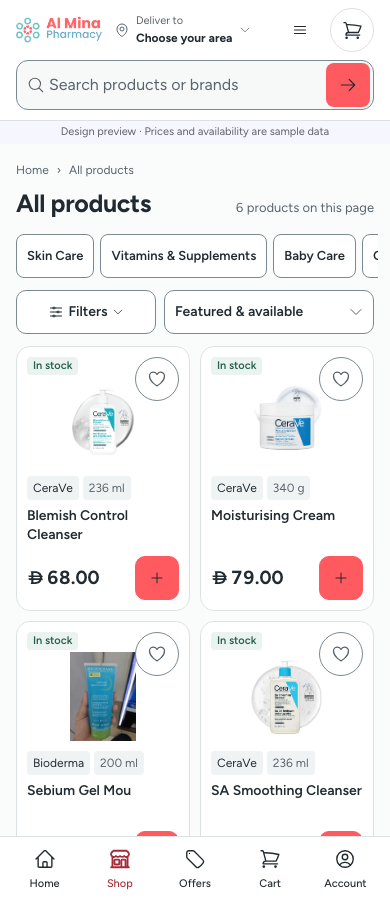 Al Mina
Pharmacy
Deliver to
Choose your area
Search products or brands
Design preview · Prices and availability are sample data
Home › All products
All products
6 products on this page
Skin Care
Vitamins & Supplements
Baby Care
Filters
Featured & available
In stock
CeraVe
CeraVe
236 ml
Blemish Control
Cleanser
68.00
In stock
CeraVe
CeraVe
340 g
Moisturising Cream
79.00
In stock
Bioderma
200 ml
Sebium Gel Mou
In stock
CeraVe
CeraVe
236 ml
SA Smoothing Cleanser
Home
Shop
Offers
Cart
Account